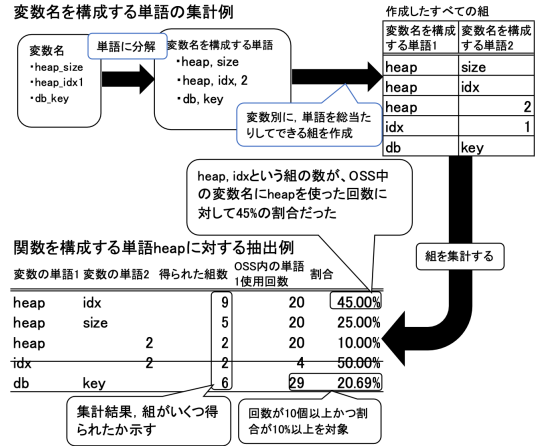 変数名を構成する単語の集計例
変数名
・heap_size
・heap_idx1
・db_key
単語に分解
変数名を構成する単語
・heap, size
・heap, idx, 2
・db, key
変数別に，単語を総当た
りしてできる組を作成
作成したすべての組
変数名を構成
する単語1
変数名を構成
する単語2
heap size
heap idx
heap 2
idx 1
db key
heap, idxという組の数が，OSS中
の変数名にheapを使った回数に
対して45%の割合だった
組を集計する
関数を構成する単語heapに対する抽出例
変数の単語1 変数の単語2 得られた組数 OSS内の単語
1使用回数 割合
heap idx 9 20 45.00%
heap size 5 20 25.00%
heap 2 2 20 10.00%
idx 2 2 4 50.00%
db key 6 29 20.69%
集計結果，組がいくつ得
られたか示す
回数が10個以上かつ割
合が10%以上を対象